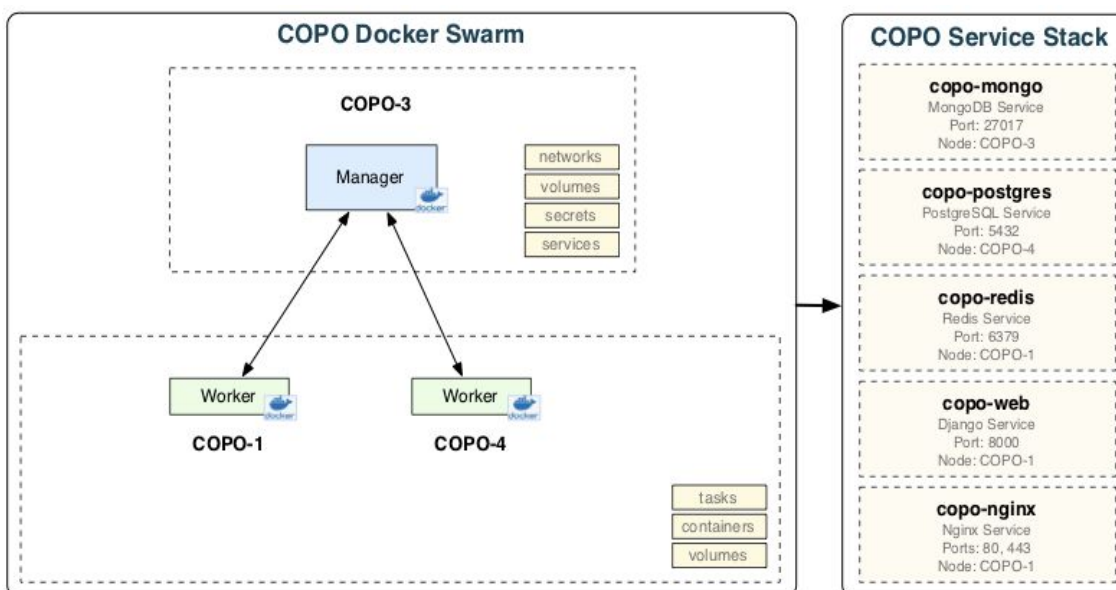 COPO Docker Swarm
COPO-3
Manager
docker
networks
volumes
secrets
services
Worker
docker
COPO-1
Worker
docker
COPO-4
tasks
containers
volumes
COPO Service Stack
copo-mongo
MongoDB Service
Port: 27017
Node: COPO-3
copo-postgres
PostgreSQL Service
Port: 5432
Node: COPO-4
copo-redis
Redis Service
Port: 6379
Node: COPO-1
copo-web
Django Service
Port: 8000
Node: COPO-1
copo-nginx
Nginx Service
Ports: 80, 443
Node: COPO-1